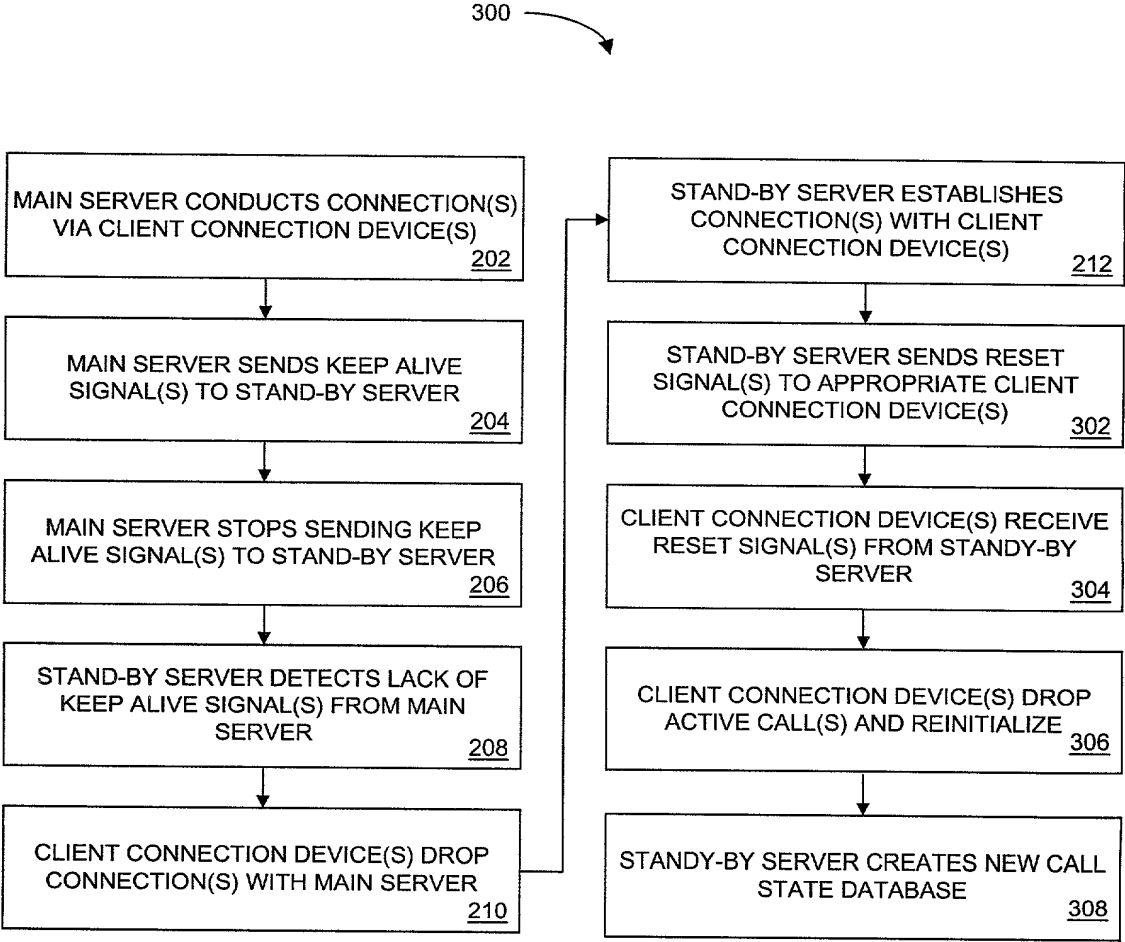 300
MAIN SERVER CONDUCTS CONNECTION(S)
VIA CLIENT CONNECTION DEVICE(S)
202
MAIN SERVER SENDS KEEP ALIVE
SIGNAL(S) TO STAND-BY SERVER
204
MAIN SERVER STOPS SENDING KEEP
ALIVE SIGNAL(S) TO STAND-BY SERVER
206
STAND-BY SERVER DETECTS LACK OF
KEEP ALIVE SIGNAL(S) FROM MAIN
SERVER
208
CLIENT CONNECTION DEVICE(S) DROP
CONNECTION(S) WITH MAIN SERVER
210
STAND-BY SERVER ESTABLISHES
CONNECTION(S) WITH CLIENT
CONNECTION DEVICE(S)
212
STAND-BY SERVER SENDS RESET
SIGNAL(S) TO APPROPRIATE CLIENT
CONNECTION DEVICE(S)
302
CLIENT CONNECTION DEVICE(S) RECEIVE
RESET SIGNAL(S) FROM STANDY-BY
SERVER
304
CLIENT CONNECTION DEVICE(S) DROP
ACTIVE CALL(S) AND REINITIALIZE
306
STANDY-BY SERVER CREATES NEW CALL
STATE DATABASE
308